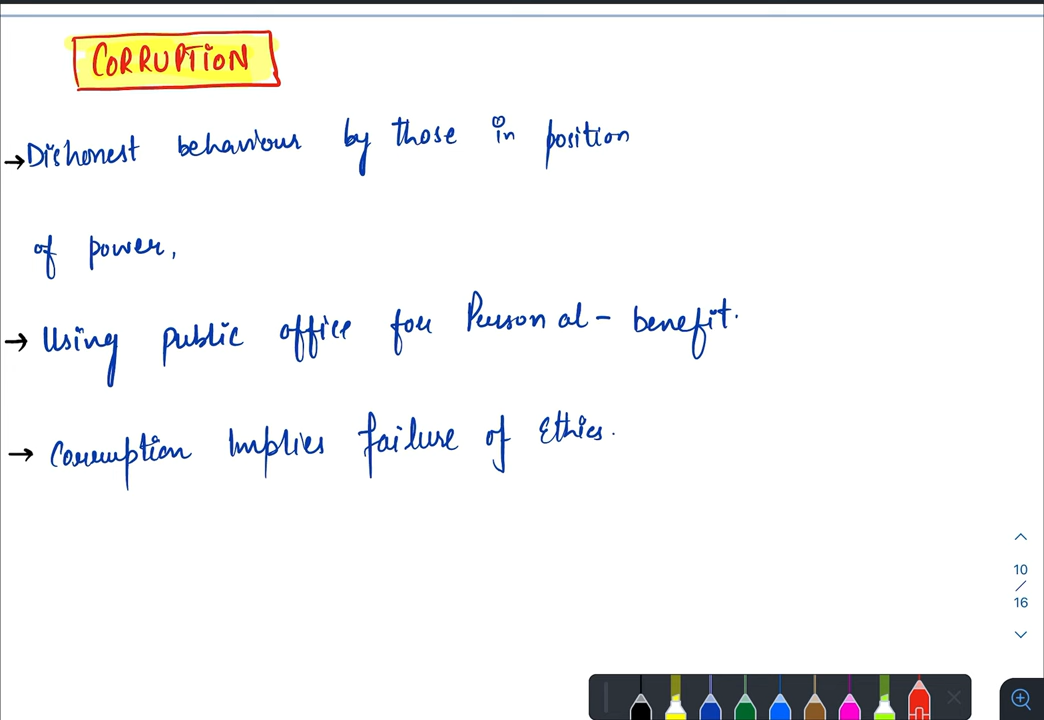 CORRUPTION
→ Dishonest behaviour by those in position
of power,
→ Using public office for Personal - benefit.
→ Corruption Implies failure of Ethics.
10
/
16